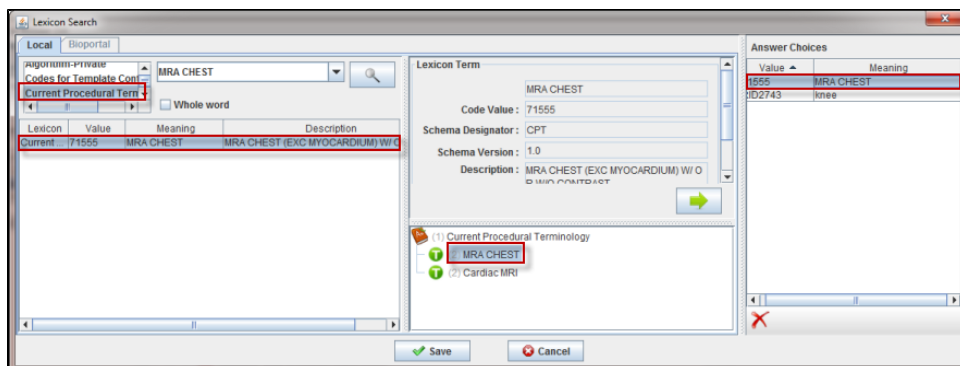 Lexicon Search
Local Bioportal
Algorithm-Private
Codes for Template Con
Current Procedural Term
MRA CHEST
Whole word
Lexicon Value Meaning Description
Current ... 71555 MRA CHEST MRA CHEST (EXC MYOCARDIUM) W/ O
Lexicon Term
MRA CHEST
Code Value : 71555
Schema Designator : CPT
Schema Version : 1.0
Description : MRA CHEST (EXC MYOCARDIUM) W/ O
R W/O CONTRAST
(1) Current Procedural Terminology
MRA CHEST
(2) Cardiac MRI
Answer Choices
Value Meaning
1555 MRA CHEST
RID2743 knee
Save Cancel